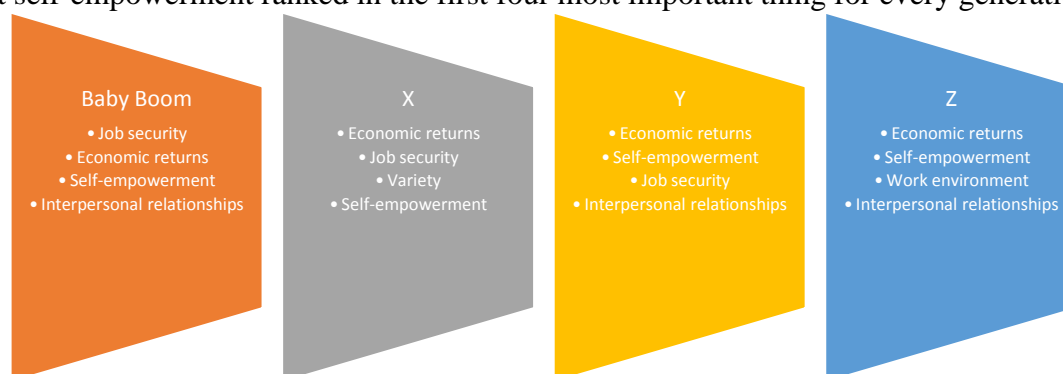 self-empowerment ranked in the first four most important thing for every
Baby Boom
• Job security
• Economic returns
• Self-empowerment
• Interpersonal relationships
X
• Economic returns
• Job security
• Variety
• Self-empowerment
Y
• Economic returns
• Self-empowerment
• Job security
• Interpersonal relationships
Z
• Economic returns
• Self-empowerment
• Work environment
• Interpersonal relationships